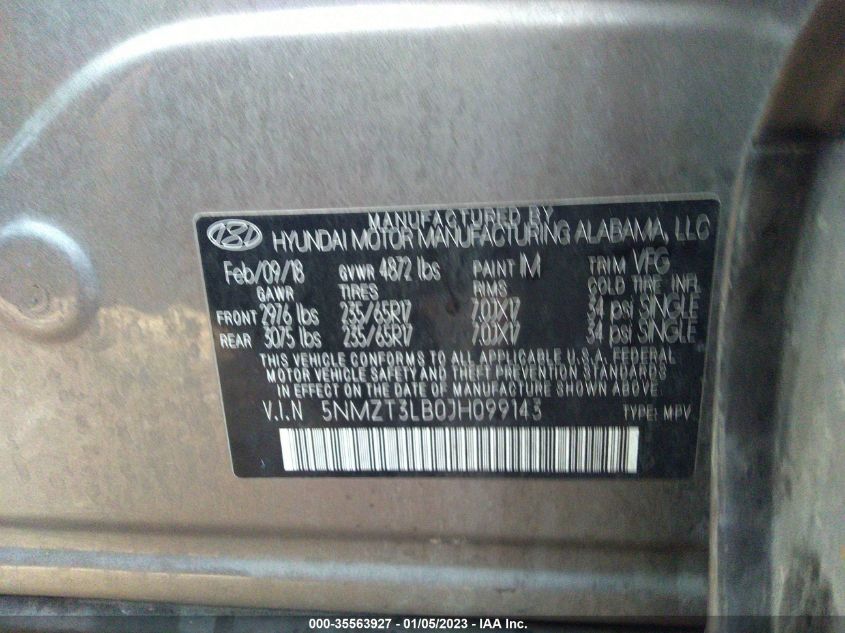 MANUFACTURED BY
HYUNDAI MOTOR MANUFACTURING ALABAMA, LLC
Feb/09/18 GVWR 4872 lbs PAINT IM TRIM VFG
GAWR TIRES RIMS COLD TIRE INFL.
FRONT 2976 lbs 235/65R17 7.0JX17 34 psi SINGLE
REAR 3075 lbs 235/65R17 7.0JX17 34 psi SINGLE
THIS VEHICLE CONFORMS TO ALL APPLICABLE U.S.A. FEDERAL
MOTOR VEHICLE SAFETY AND THEFT PREVENTION STANDARDS
IN EFFECT ON THE DATE OF MANUFACTURE SHOWN ABOVE
V.I.N 5NMZT3LB0JH099143 TYPE: MPV
000-35563927 — 01/05/2023 — IAA Inc.